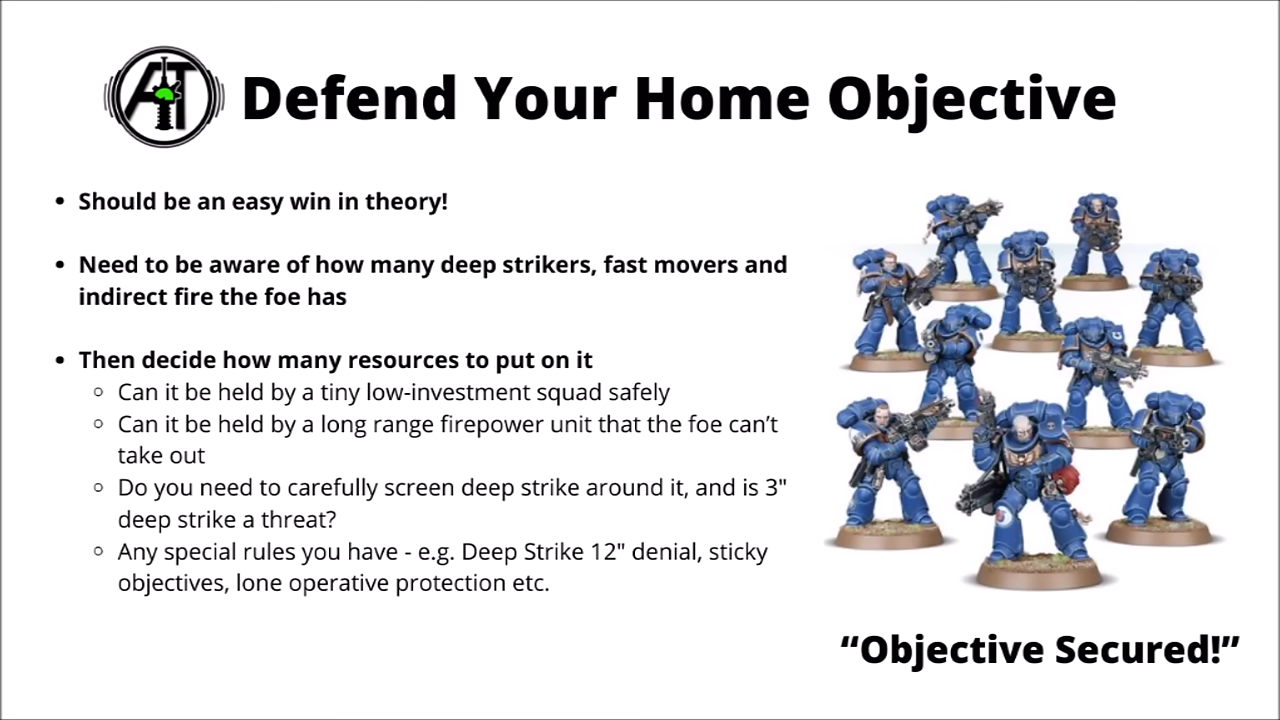 AT
Defend Your Home Objective
• Should be an easy win in theory!
• Need to be aware of how many deep strikers, fast movers and
indirect fire the foe has
• Then decide how many resources to put on it
◦ Can it be held by a tiny low-investment squad safely
◦ Can it be held by a long range firepower unit that the foe can’t
take out
◦ Do you need to carefully screen deep strike around it, and is 3"
deep strike a threat?
◦ Any special rules you have - e.g. Deep Strike 12" denial, sticky
objectives, lone operative protection etc.
“Objective Secured!”